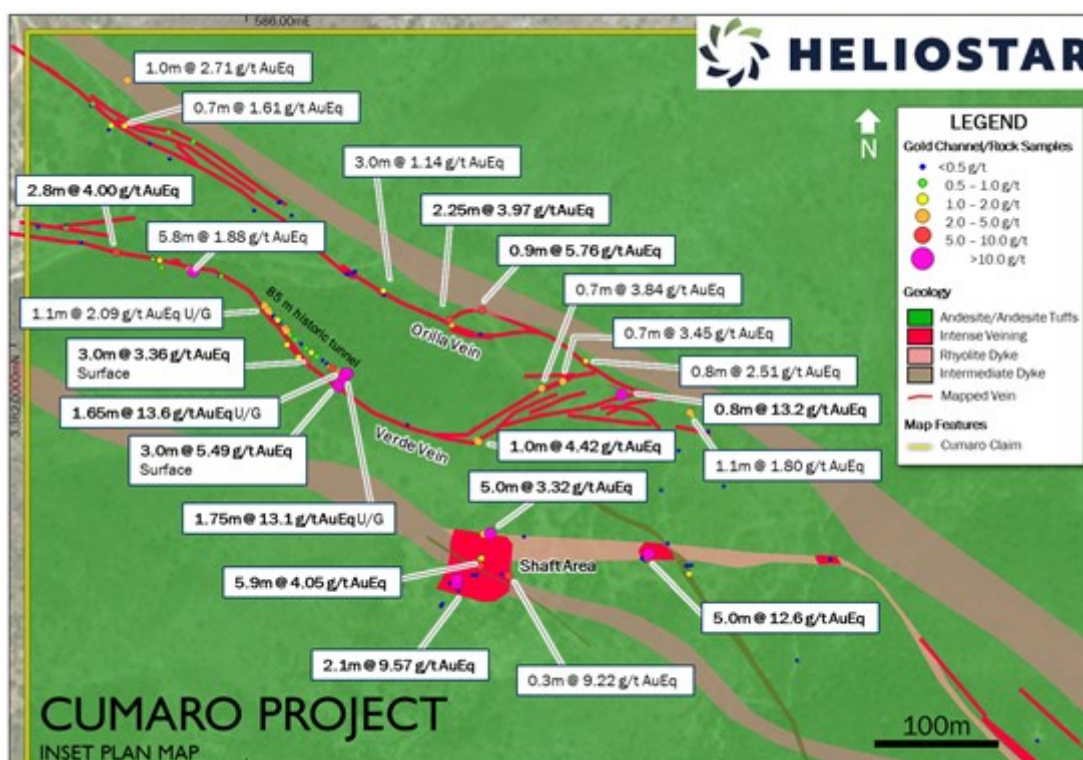 586.00mE
HELIOSTAR
1.0m @ 2.71 g/t AuEq
0.7m @ 1.61 g/t AuEq
3.0m @ 1.14 g/t AuEq
N
2.8m @ 4.00 g/t AuEq
2.25m @ 3.97 g/t AuEq
5.8m @ 1.88 g/t AuEq
0.9m @ 5.76 g/t AuEq
0.7m @ 3.84 g/t AuEq
85 m historic tunnel
1.1m @ 2.09 g/t AuEq U/G
Orilla Vein
0.7m @ 3.45 g/t AuEq
3.0m @ 3.36 g/t AuEq
Surface
0.8m @ 2.51 g/t AuEq
1.65m @ 13.6 g/t AuEq U/G
0.8m @ 13.2 g/t AuEq
Verde Vein
3.0m @ 5.49 g/t AuEq
Surface
1.0m @ 4.42 g/t AuEq
1.1m @ 1.80 g/t AuEq
5.0m @ 3.32 g/t AuEq
1.75m @ 13.1 g/t AuEq U/G
Shaft Area
5.9m @ 4.05 g/t AuEq
5.0m @ 12.6 g/t AuEq
2.1m @ 9.57 g/t AuEq
0.3m @ 9.22 g/t AuEq
LEGEND
Gold Channel/Rock Samples
<0.5 g/t
0.5 - 1.0 g/t
1.0 - 2.0 g/t
2.0 - 5.0 g/t
5.0 - 10.0 g/t
>10.0 g/t
Geology
Andesite/Andesite Tuffs
Intense Veining
Rhyolite Dyke
Intermediate Dyke
Mapped Vein
Map Features
Cumaro Claim
CUMARO PROJECT
INSET PLAN MAP
100m